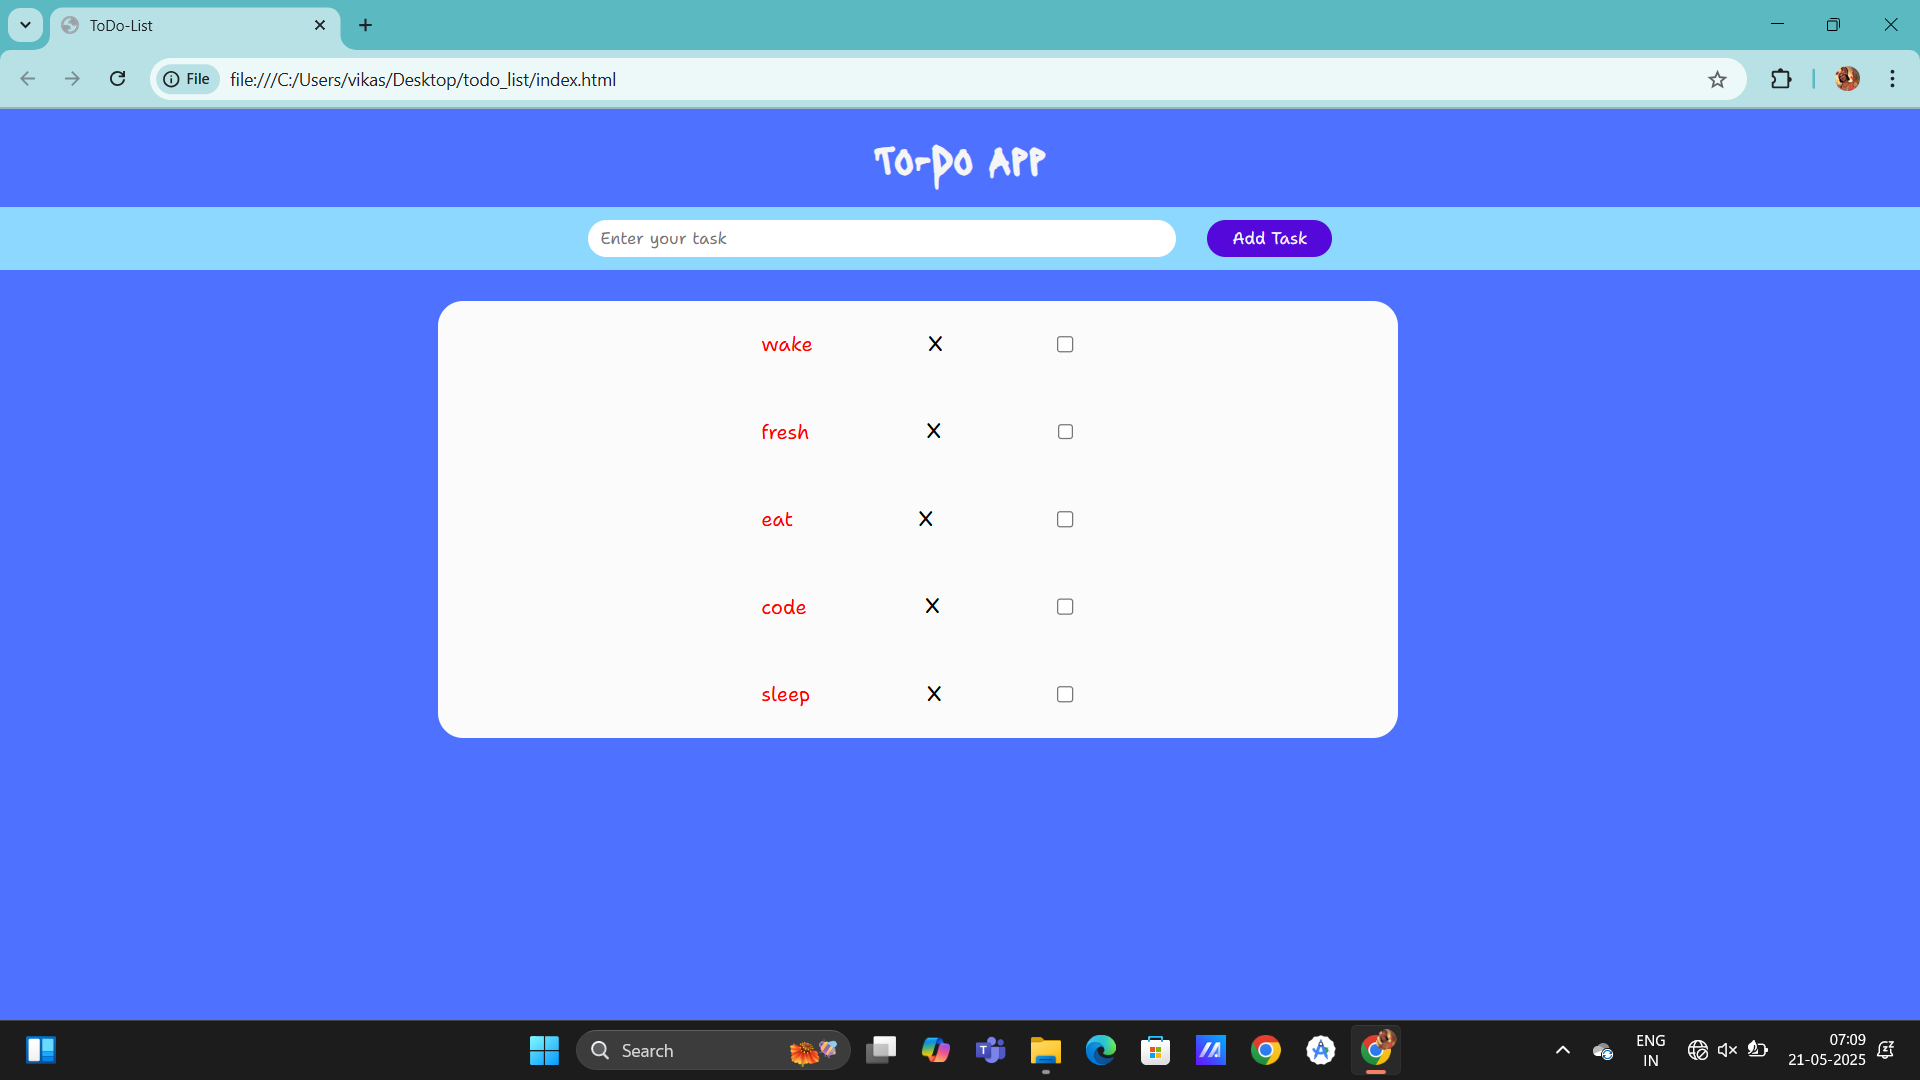 ToDo-List
File file:///C:/Users/vikas/Desktop/todo_list/index.html
To-Do App
Enter your task Add Task
wake X
fresh X
eat X
code X
sleep X
Search
ENG
IN
07:09
21-05-2025